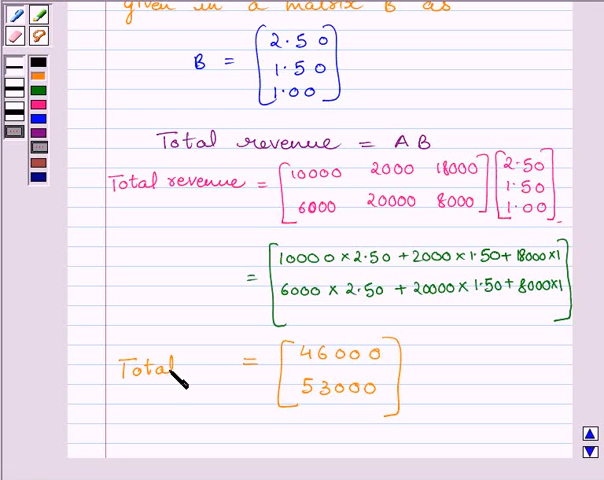 given in a matrix B as
B = [2.50
1.50
1.00]
Total revenue = AB
Total revenue = [10000 2000 18000
6000 20000 8000] [2.50
1.50
1.00]
= [10000 × 2.50 + 2000 × 1.50 + 18000 × 1
6000 × 2.50 + 20000 × 1.50 + 8000 × 1]
Total = [46000
53000]